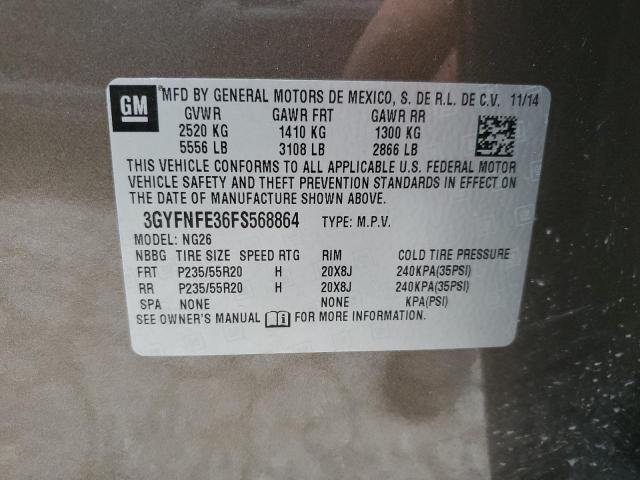 GM MFD BY GENERAL MOTORS DE MEXICO, S. DE R.L. DE C.V. 11/14
GVWR GAWR FRT GAWR RR
2520 KG 1410 KG 1300 KG
5556 LB 3108 LB 2866 LB
THIS VEHICLE CONFORMS TO ALL APPLICABLE U.S. FEDERAL MOTOR
VEHICLE SAFETY AND THEFT PREVENTION STANDARDS IN EFFECT ON
THE DATE OF MANUFACTURE SHOWN ABOVE.
3GYFNFE36FS568864 TYPE: M.P.V.
MODEL: NG26
NBBG TIRE SIZE SPEED RTG RIM COLD TIRE PRESSURE
FRT P235/55R20 H 20X8J 240KPA(35PSI)
RR P235/55R20 H 20X8J 240KPA(35PSI)
SPA NONE NONE KPA(PSI)
SEE OWNER'S MANUAL i FOR MORE INFORMATION.